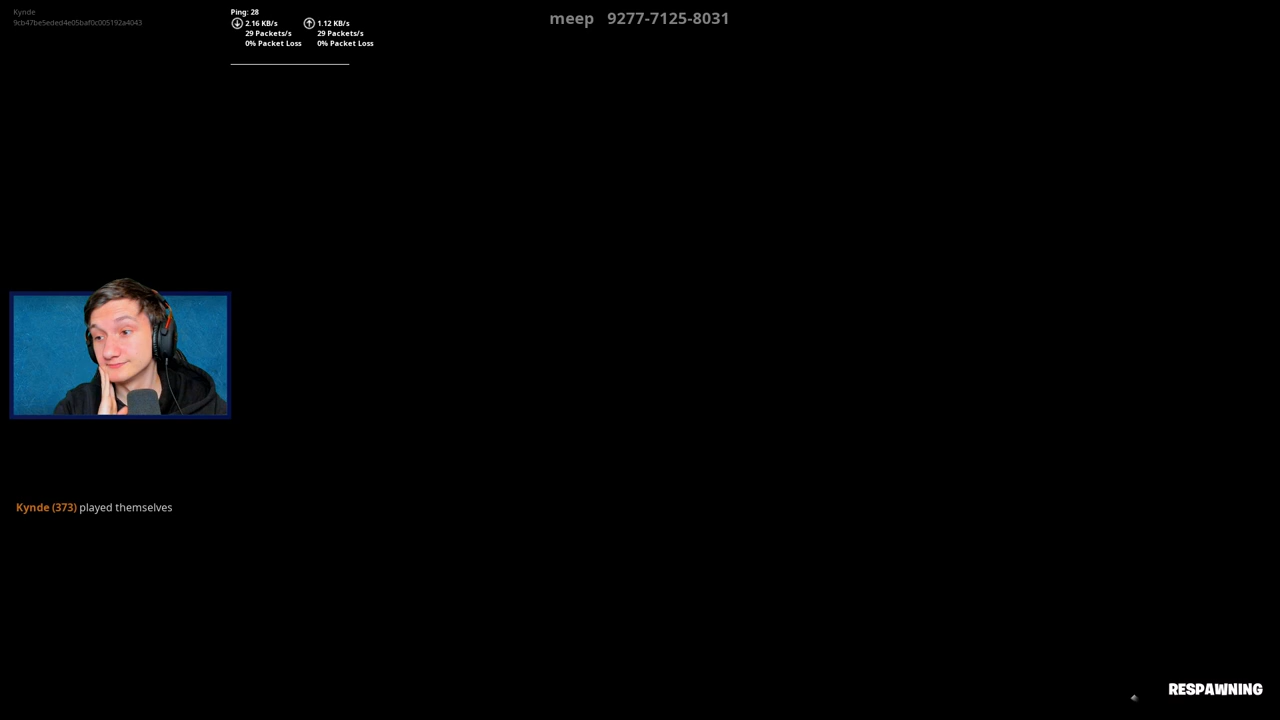 Kynde
9cb47be5eded4e05baf0c005192a4043
Ping: 28
2.16 KB/s 1.12 KB/s
29 Packets/s 29 Packets/s
0% Packet Loss 0% Packet Loss
meep 9277-7125-8031
Kynde (373) played themselves
RESPAWNING